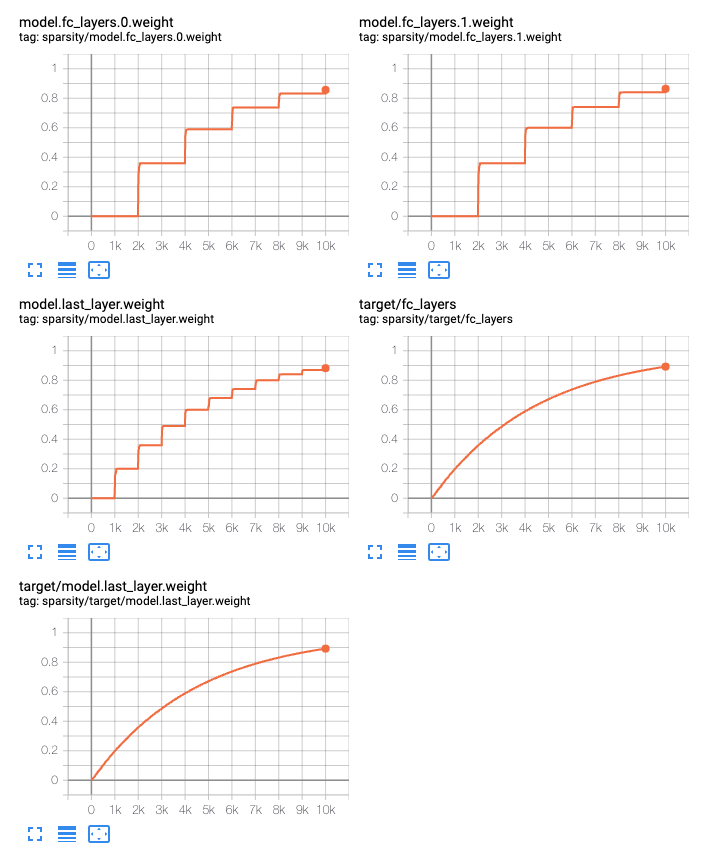 model.fc_layers.0.weight
tag: sparsity/model.fc_layers.0.weight
1
0.8
0.6
0.4
0.2
0
0 1k 2k 3k 4k 5k 6k 7k 8k 9k 10k
model.fc_layers.1.weight
tag: sparsity/model.fc_layers.1.weight
1
0.8
0.6
0.4
0.2
0
0 1k 2k 3k 4k 5k 6k 7k 8k 9k 10k
model.last_layer.weight
tag: sparsity/model.last_layer.weight
1
0.8
0.6
0.4
0.2
0
0 1k 2k 3k 4k 5k 6k 7k 8k 9k 10k
target/fc_layers
tag: sparsity/target/fc_layers
1
0.8
0.6
0.4
0.2
0
0 1k 2k 3k 4k 5k 6k 7k 8k 9k 10k
target/model.last_layer.weight
tag: sparsity/target/model.last_layer.weight
1
0.8
0.6
0.4
0.2
0
0 1k 2k 3k 4k 5k 6k 7k 8k 9k 10k